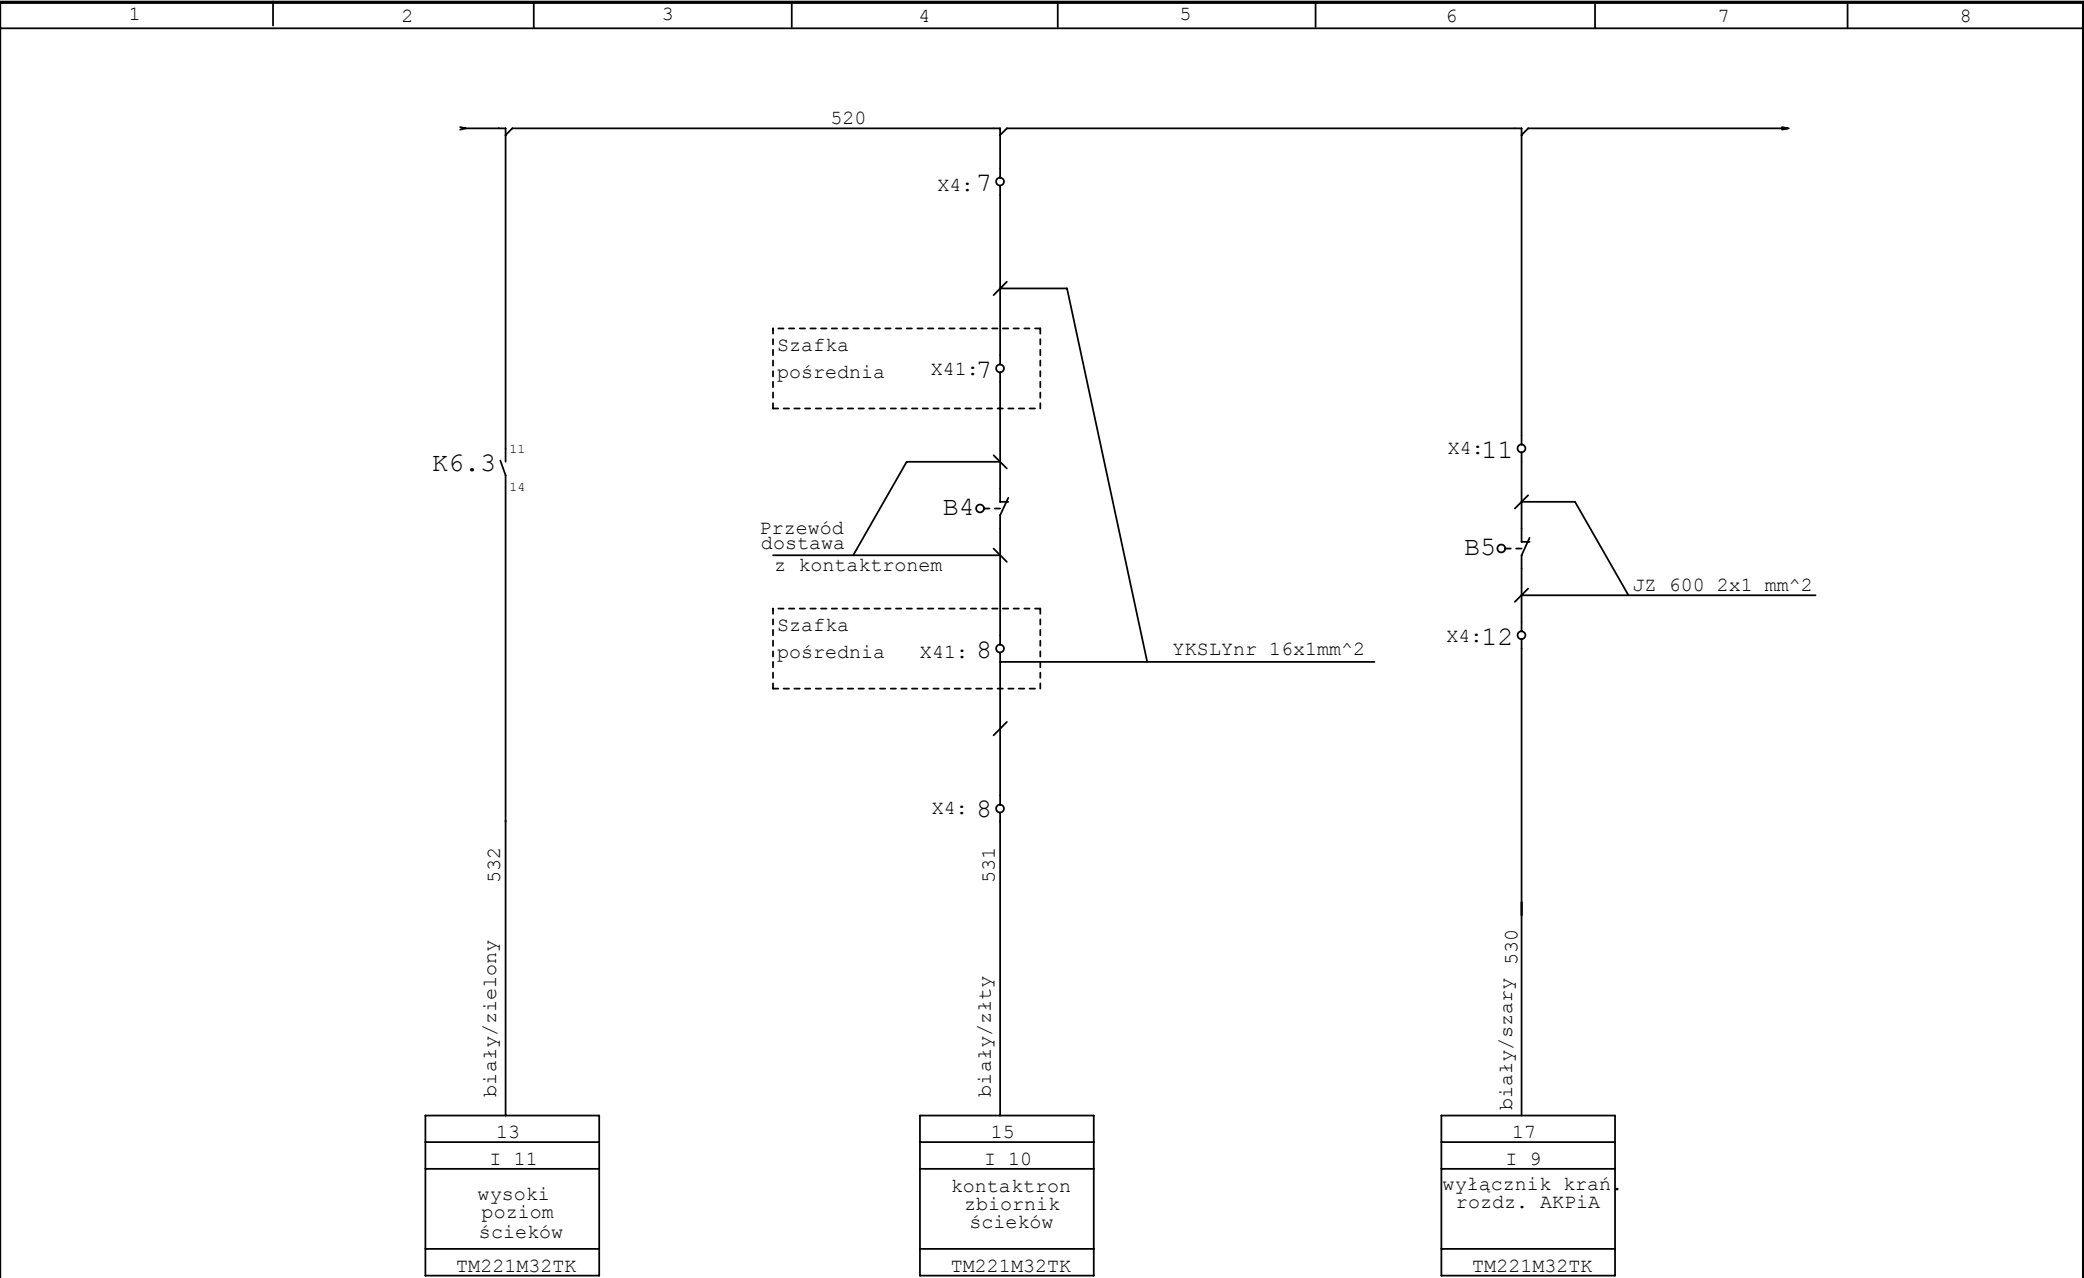 1 2 3 4 5 6 7 8
520
X4: 7
Szafka
pośrednia X41:7
K6.3 11
14
X4:11
B4
Przewód
dostawa
z kontaktronem
B5
JZ 600 2x1 mm^2
Szafka
pośrednia X41: 8
YKSLYnr 16x1mm^2
X4:12
X4: 8
532
biały/zielony
531
biały/złty
530
biały/szary
13
I 11
wysoki
poziom
ścieków
TM221M32TK
15
I 10
kontaktron
zbiornik
ścieków
TM221M32TK
17
I 9
wyłącznik krań.
rozdz. AKPiA
TM221M32TK